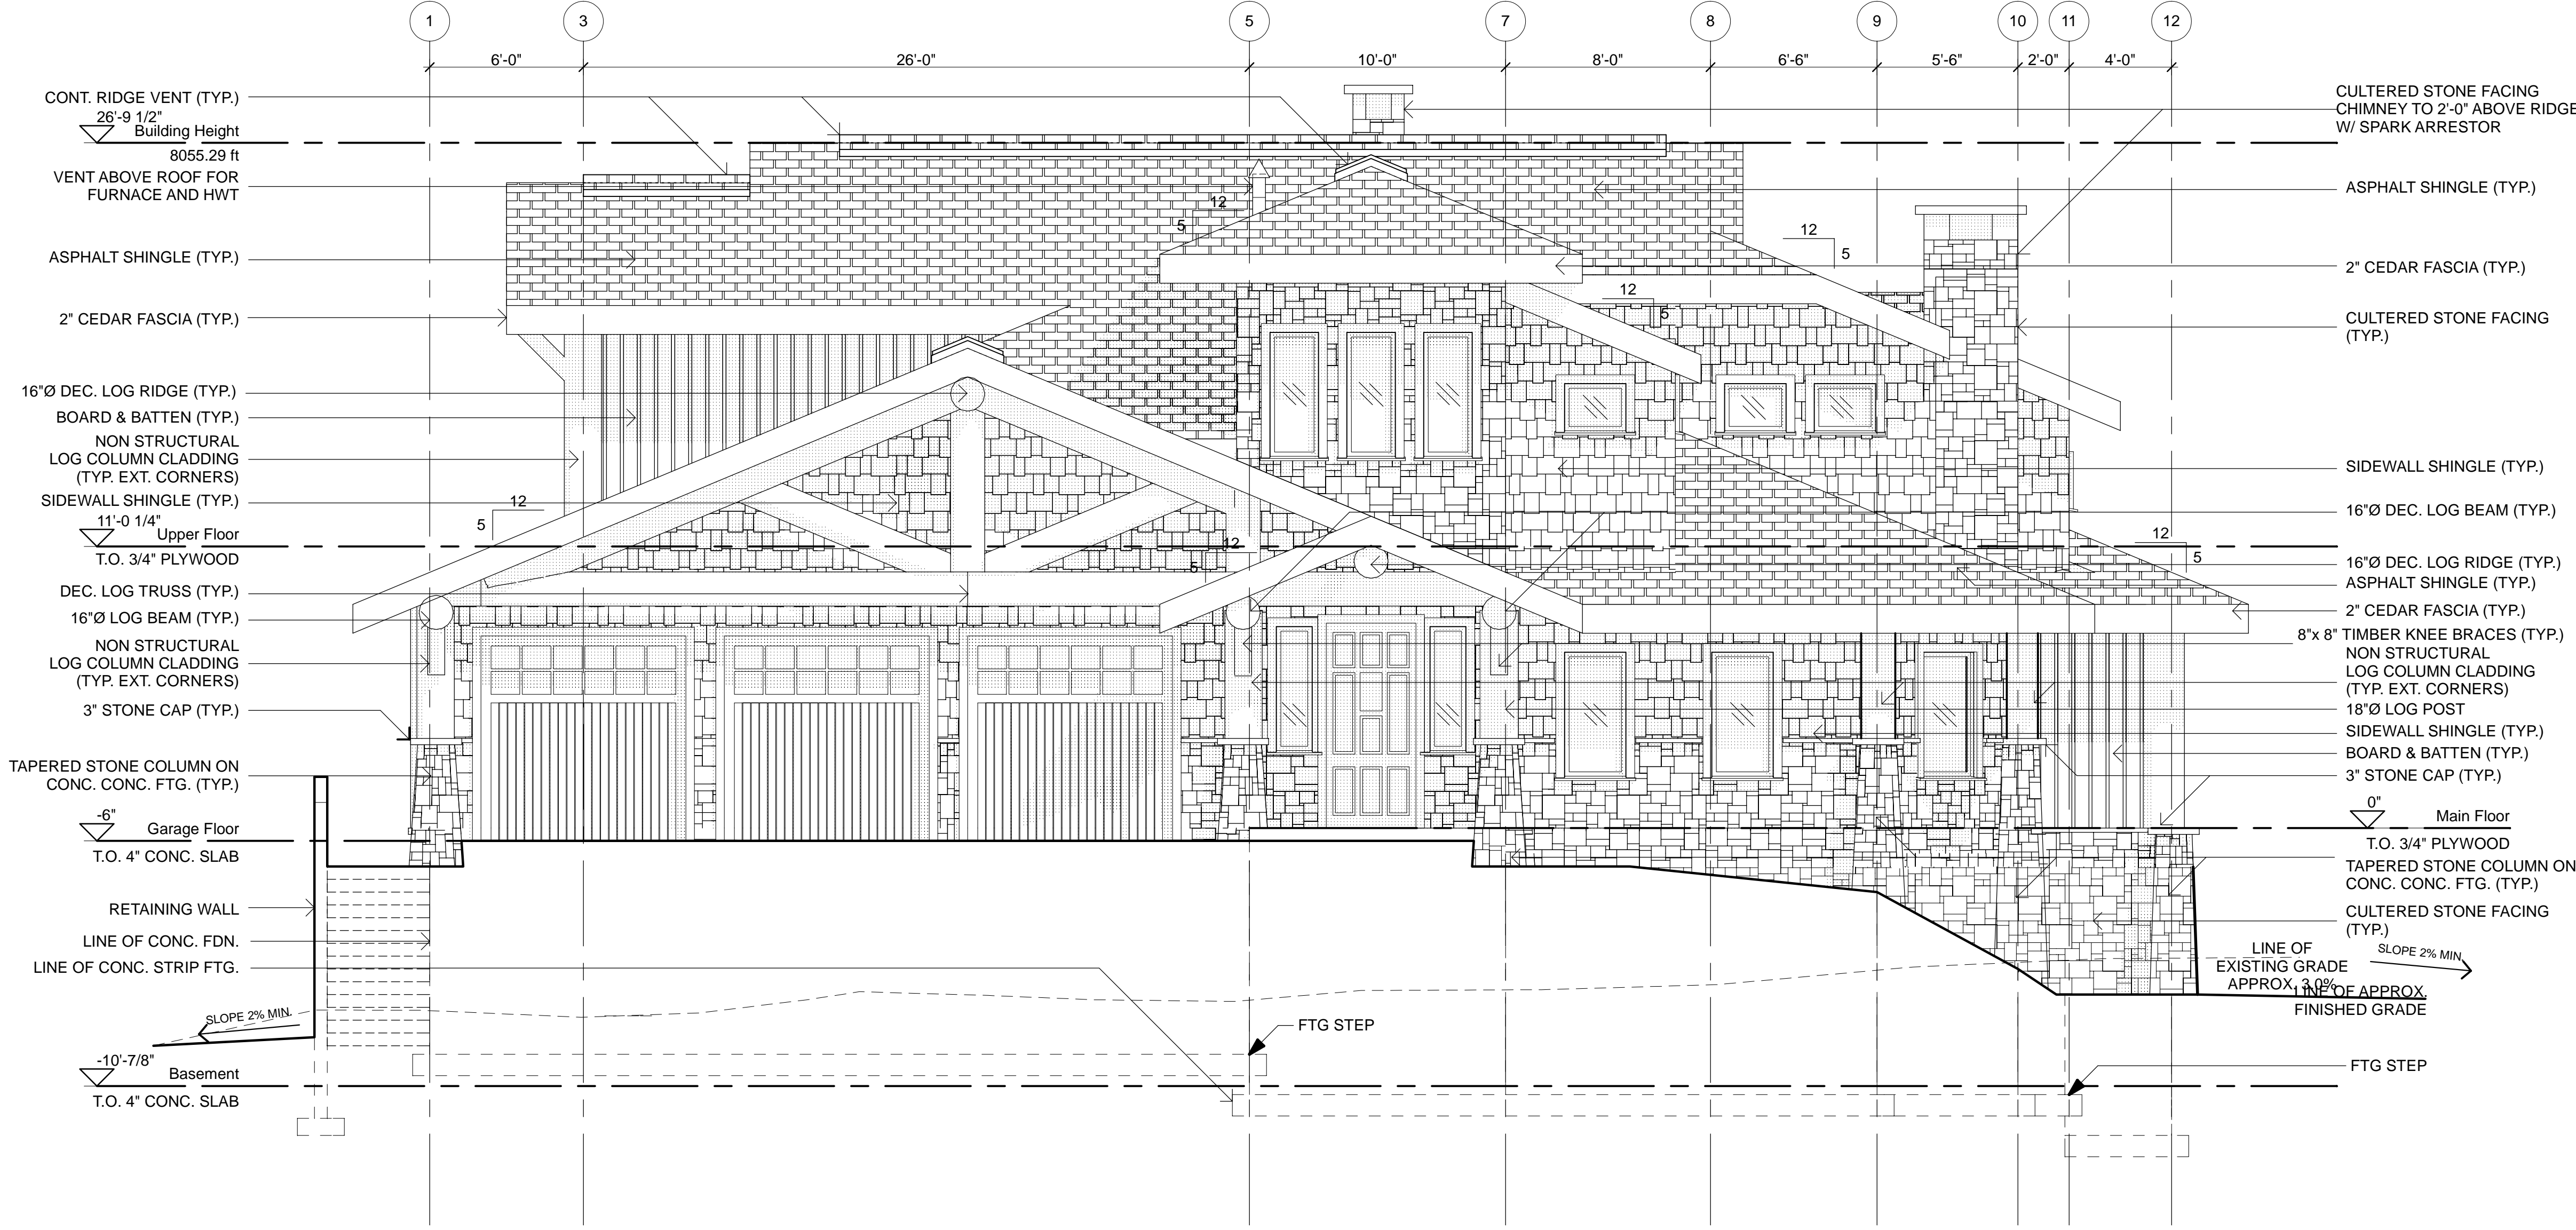 1 3 5 7 8 9 10 11 12
6'-0" 26'-0" 10'-0" 8'-0" 6'-6" 5'-6" 2'-0" 4'-0"
CONT. RIDGE VENT (TYP.)
26'-9 1/2"
Building Height
8055.29 ft
VENT ABOVE ROOF FOR
FURNACE AND HWT
ASPHALT SHINGLE (TYP.)
2" CEDAR FASCIA (TYP.)
16"Ø DEC. LOG RIDGE (TYP.)
BOARD & BATTEN (TYP.)
NON STRUCTURAL
LOG COLUMN CLADDING
(TYP. EXT. CORNERS)
SIDEWALL SHINGLE (TYP.)
11'-0 1/4"
Upper Floor
T.O. 3/4" PLYWOOD
DEC. LOG TRUSS (TYP.)
16"Ø LOG BEAM (TYP.)
NON STRUCTURAL
LOG COLUMN CLADDING
(TYP. EXT. CORNERS)
3" STONE CAP (TYP.)
TAPERED STONE COLUMN ON
CONC. CONC. FTG. (TYP.)
-6"
Garage Floor
T.O. 4" CONC. SLAB
RETAINING WALL
LINE OF CONC. FDN.
LINE OF CONC. STRIP FTG.
SLOPE 2% MIN.
-10'-7/8"
Basement
T.O. 4" CONC. SLAB
12
5
12
5
12
5
12
5
12
5
12
5
FTG STEP
CULTERED STONE FACING
CHIMNEY TO 2'-0" ABOVE RIDGE
W/ SPARK ARRESTOR
ASPHALT SHINGLE (TYP.)
2" CEDAR FASCIA (TYP.)
CULTERED STONE FACING
(TYP.)
SIDEWALL SHINGLE (TYP.)
16"Ø DEC. LOG BEAM (TYP.)
16"Ø DEC. LOG RIDGE (TYP.)
ASPHALT SHINGLE (TYP.)
2" CEDAR FASCIA (TYP.)
8"x 8" TIMBER KNEE BRACES (TYP.)
NON STRUCTURAL
LOG COLUMN CLADDING
(TYP. EXT. CORNERS)
18"Ø LOG POST
SIDEWALL SHINGLE (TYP.)
BOARD & BATTEN (TYP.)
3" STONE CAP (TYP.)
0"
Main Floor
T.O. 3/4" PLYWOOD
TAPERED STONE COLUMN ON
CONC. CONC. FTG. (TYP.)
CULTERED STONE FACING
(TYP.)
LINE OF
EXISTING GRADE
APPROX. 3.0%
SLOPE 2% MIN
LINE OF APPROX.
FINISHED GRADE
FTG STEP